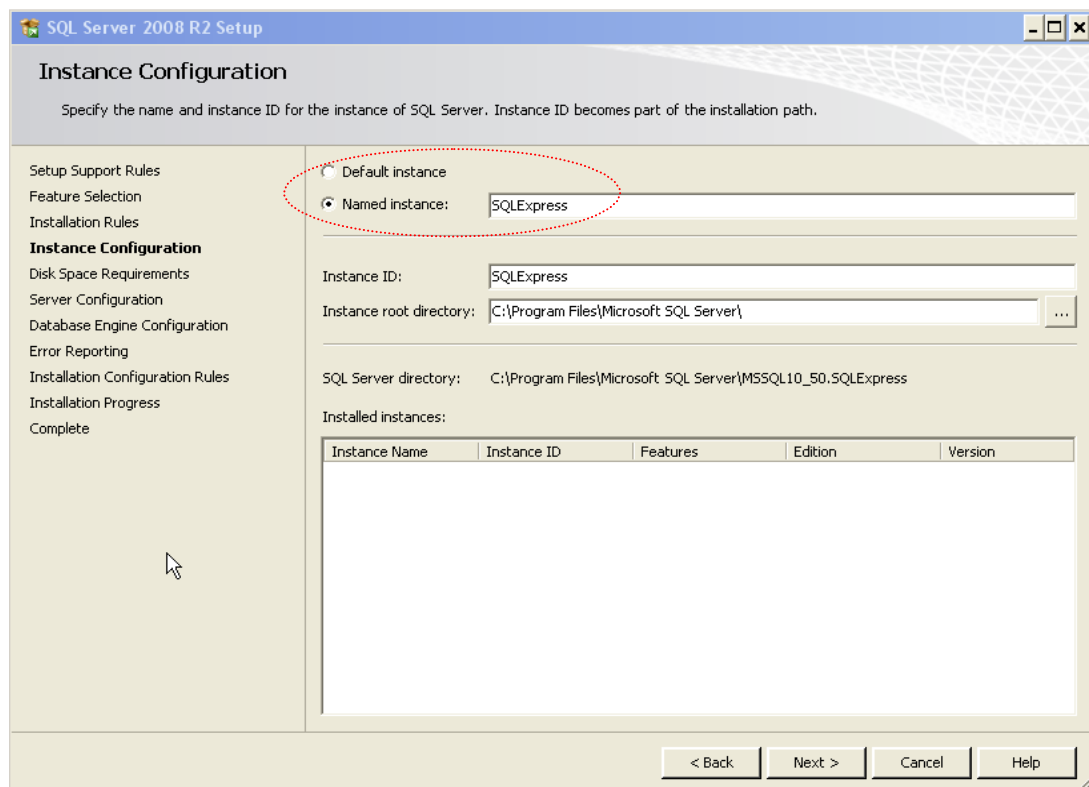 SQL Server 2008 R2 Setup
Instance Configuration
Specify the name and instance ID for the instance of SQL Server. Instance ID becomes part of the installation path.
Setup Support Rules
Feature Selection
Installation Rules
Instance Configuration
Disk Space Requirements
Server Configuration
Database Engine Configuration
Error Reporting
Installation Configuration Rules
Installation Progress
Complete
Default instance
Named instance: SQLExpress
Instance ID: SQLExpress
Instance root directory: C:\Program Files\Microsoft SQL Server\ ...
SQL Server directory: C:\Program Files\Microsoft SQL Server\MSSQL10_50.SQLExpress
Installed instances:
Instance Name Instance ID Features Edition Version
< Back Next > Cancel Help